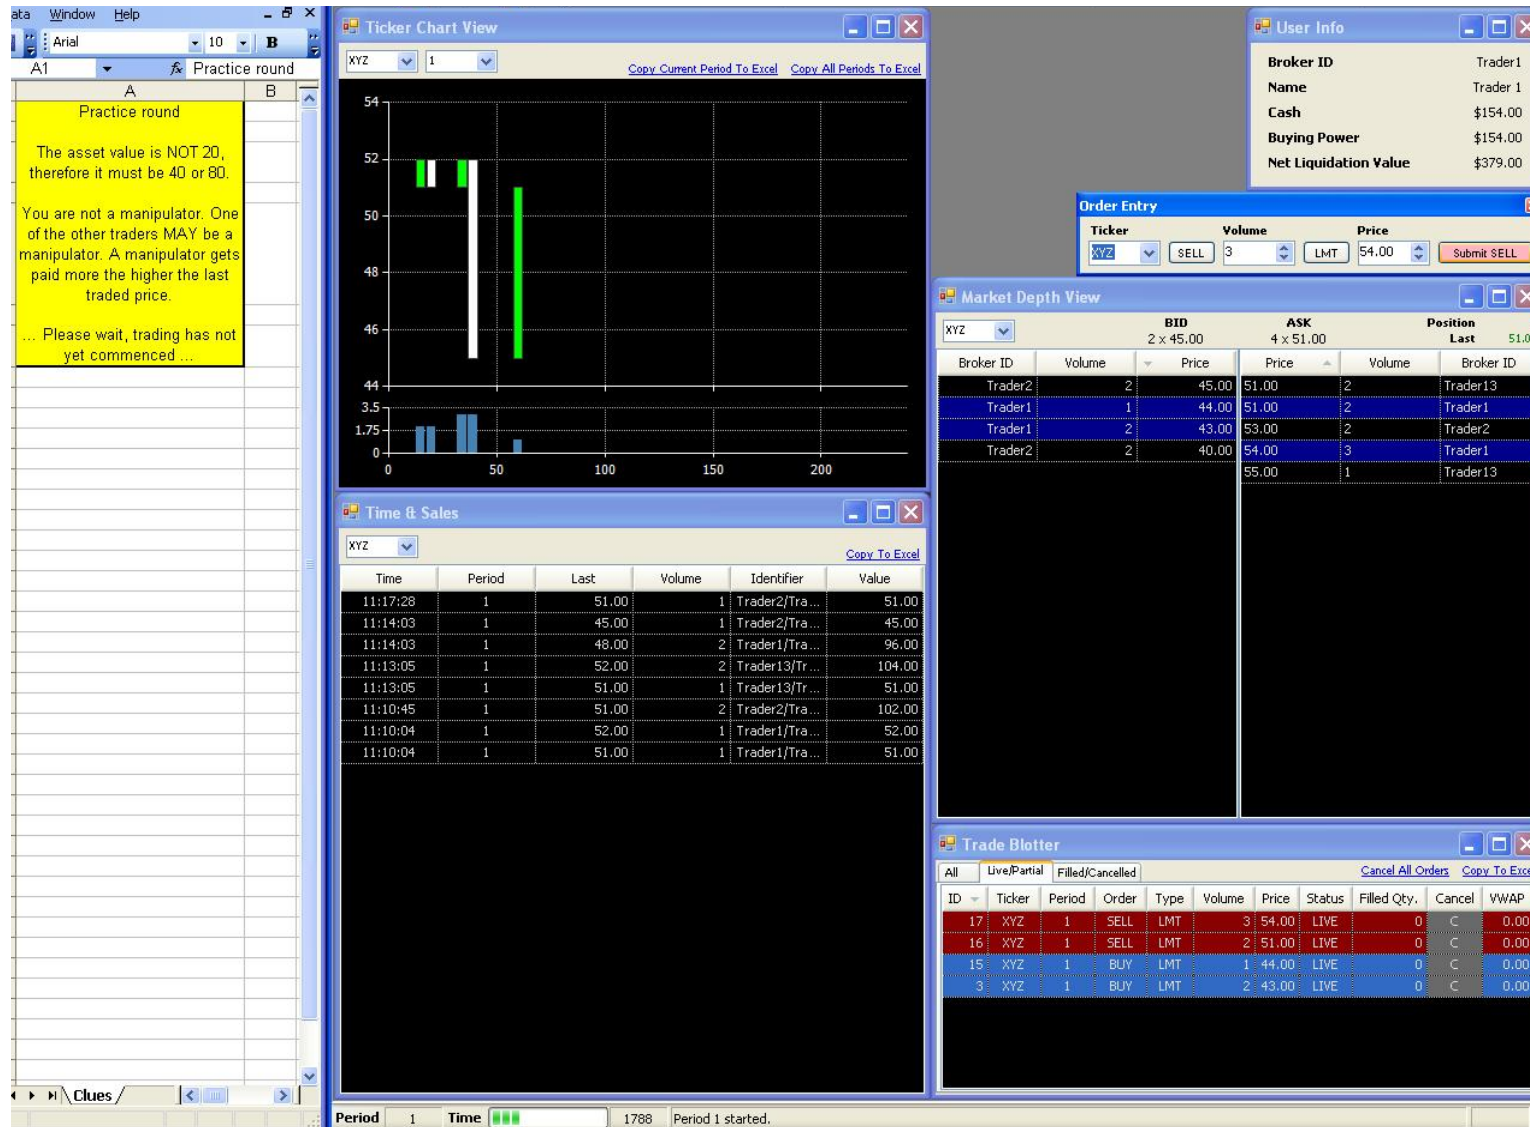 ata Window Help
Arial 10 B
A1 fx Practice round
A B
Practice round
The asset value is NOT 20,
therefore it must be 40 or 80.
You are not a manipulator. One
of the other traders MAY be a
manipulator. A manipulator gets
paid more the higher the last
traded price.
... Please wait, trading has not
yet commenced ...
Clues
Ticker Chart View
XYZ 1 Copy Current Period To Excel Copy All Periods To Excel
54
52
50
48
46
44
3.5
1.75
0
0 50 100 150 200
Time & Sales
XYZ Copy To Excel
Time Period Last Volume Identifier Value
11:17:28 1 51.00 1 Trader2/Tra... 51.00
11:14:03 1 45.00 1 Trader2/Tra... 45.00
11:14:03 1 48.00 2 Trader1/Tra... 96.00
11:13:05 1 52.00 2 Trader13/Tr... 104.00
11:13:05 1 51.00 1 Trader13/Tr... 51.00
11:10:45 1 51.00 2 Trader2/Tra... 102.00
11:10:04 1 52.00 1 Trader1/Tra... 52.00
11:10:04 1 51.00 1 Trader1/Tra... 51.00
User Info
Broker ID Trader1
Name Trader 1
Cash $154.00
Buying Power $154.00
Net Liquidation Value $379.00
Order Entry
Ticker Volume Price
XYZ SELL 3 LMT 54.00 Submit SELL
Market Depth View
XYZ BID ASK Position
2 x 45.00 4 x 51.00 Last 51.0
Broker ID Volume Price Price Volume Broker ID
Trader2 2 45.00 51.00 2 Trader13
Trader1 1 44.00 51.00 2 Trader1
Trader1 2 43.00 53.00 2 Trader2
Trader2 2 40.00 54.00 3 Trader1
55.00 1 Trader13
Trade Blotter
All Live/Partial Filled/Cancelled Cancel All Orders Copy To Exce
ID Ticker Period Order Type Volume Price Status Filled Qty. Cancel VWAP
17 XYZ 1 SELL LMT 3 54.00 LIVE 0 C 0.00
16 XYZ 1 SELL LMT 2 51.00 LIVE 0 C 0.00
15 XYZ 1 BUY LMT 1 44.00 LIVE 0 C 0.00
3 XYZ 1 BUY LMT 2 43.00 LIVE 0 C 0.00
Period 1 Time 1788 Period 1 started.